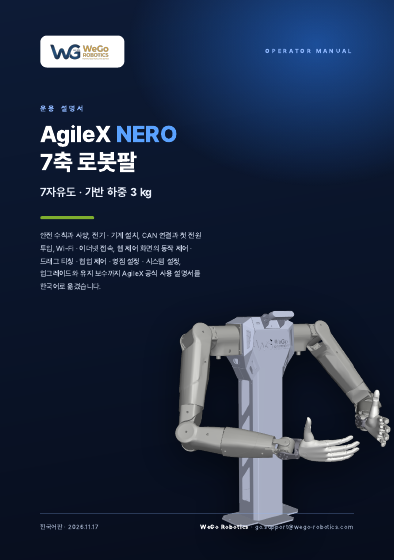 WG WeGo
ROBOTICS
OPERATOR MANUAL
운용 설명서
AgileX NERO
7축 로봇팔
7자유도 · 가반 하중 3 kg
안전 수칙과 사양, 전기 · 기계 설치, CAN 연결과 첫 전원
투입, Wi-Fi · 이더넷 접속, 웹 제어 화면의 동작 제어 ·
드래그 티칭 · 협업 제어 · 영점 설정 · 시스템 설정,
업그레이드와 유지 보수까지 AgileX 공식 사용 설명서를
한국어로 옮겼습니다.
WeGo
한국어판 · 2026.11.17
WeGo Robotics · go.support@wego-robotics.com